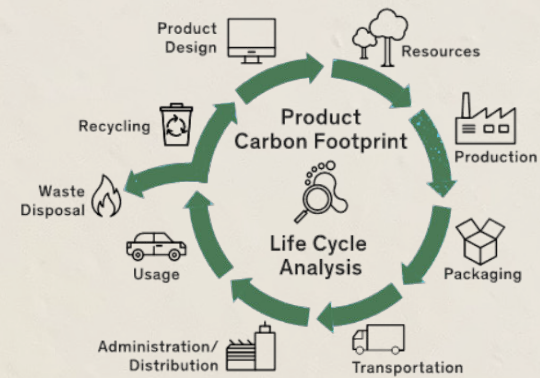 Product
Design
Resources
Recycling
Product
Carbon Footprint
Production
Waste
Disposal
Life Cycle
Analysis
Usage
Packaging
Administration/
Distribution
Transportation